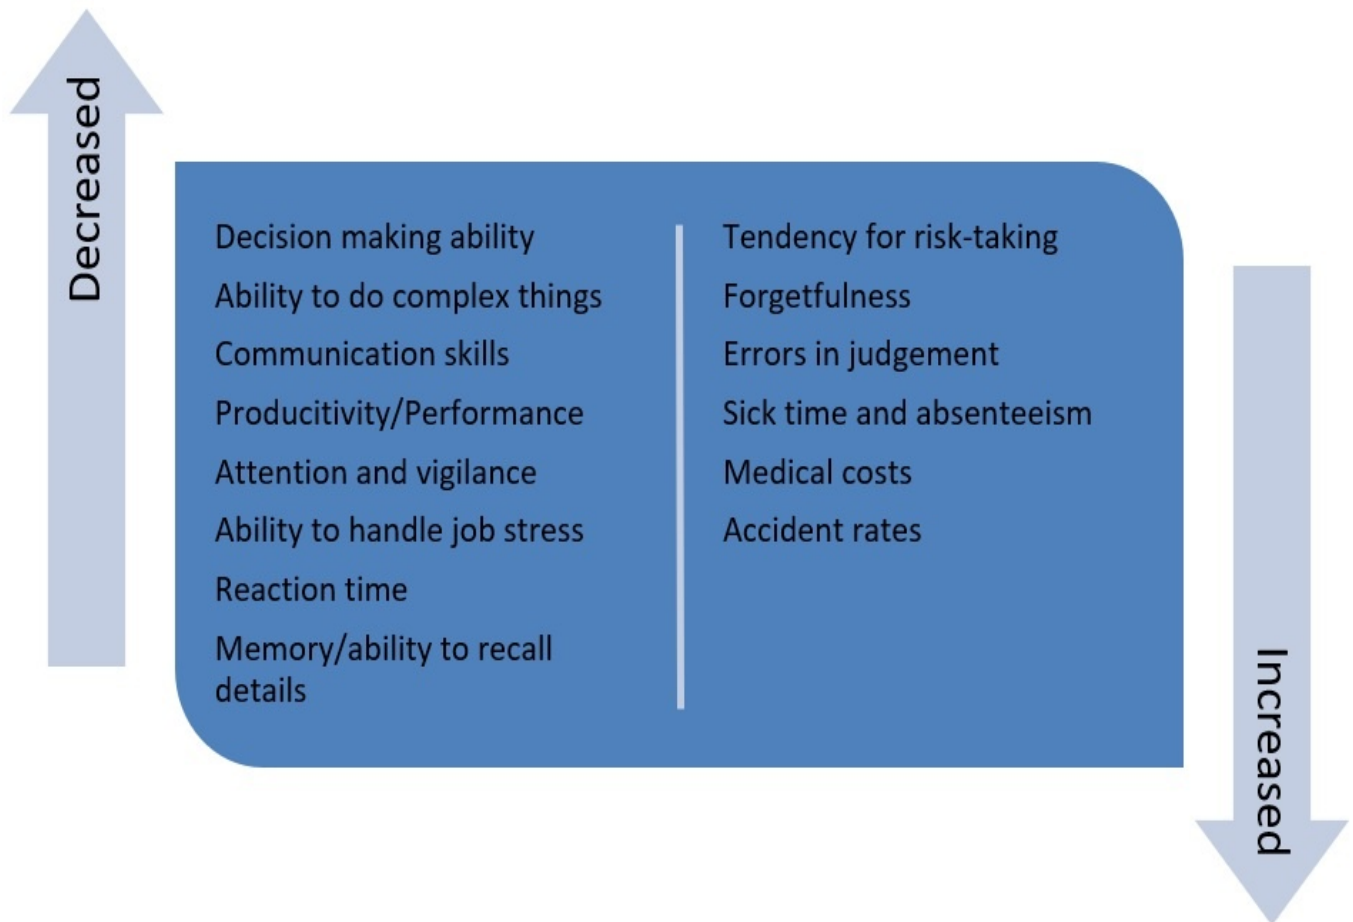 Decreased
Decision making ability
Ability to do complex things
Communication skills
Producitivity/Performance
Attention and vigilance
Ability to handle job stress
Reaction time
Memory/ability to recall
details
Tendency for risk-taking
Forgetfulness
Errors in judgement
Sick time and absenteeism
Medical costs
Accident rates
Increased